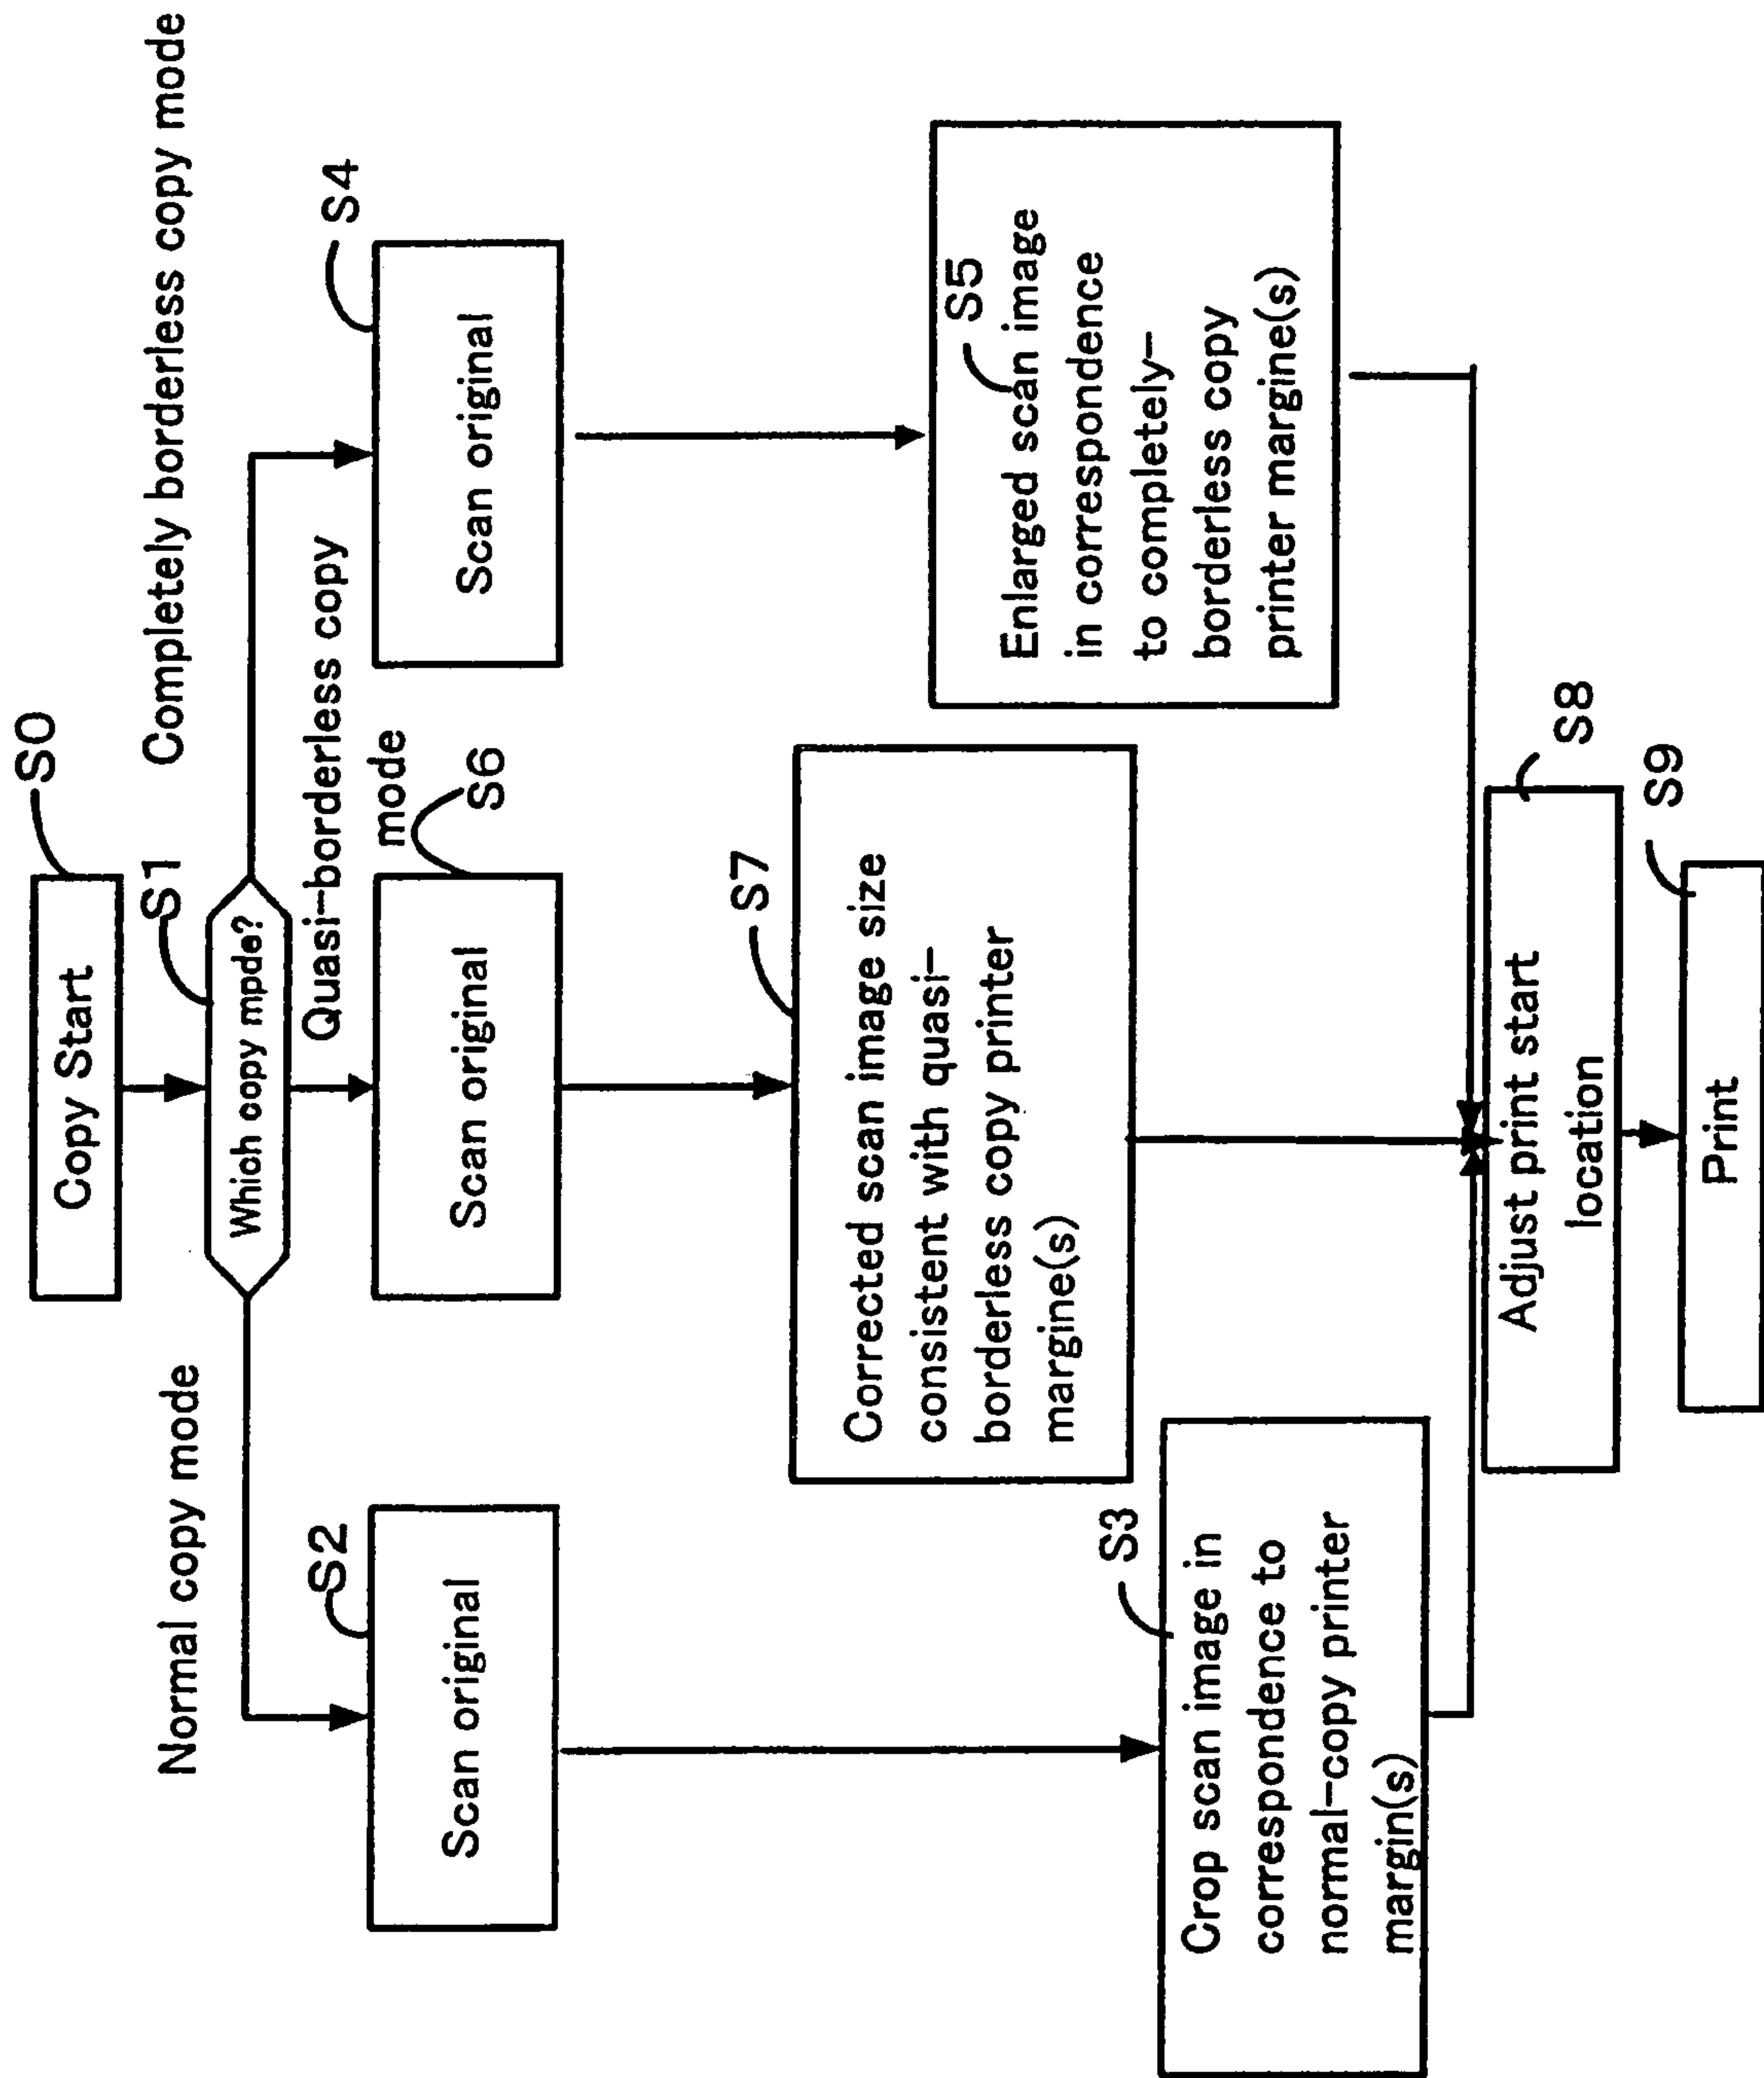 S0
Copy Start
S1
Which copy mpde?
Normal copy mode
Quasi-borderless copy
mode
Completely borderless copy mode
S2
Scan original
S6
Scan original
S4
Scan original
S3
Crop scan image in
correspondence to
normal-copy printer
margin(s)
S7
Corrected scan image size
consistent with quasi-
borderless copy printer
margine(s)
S5
Enlarged scan image
in correspondence
to completely-
borderless copy
printer margine(s)
S8
Adjust print start
location
S9
Print